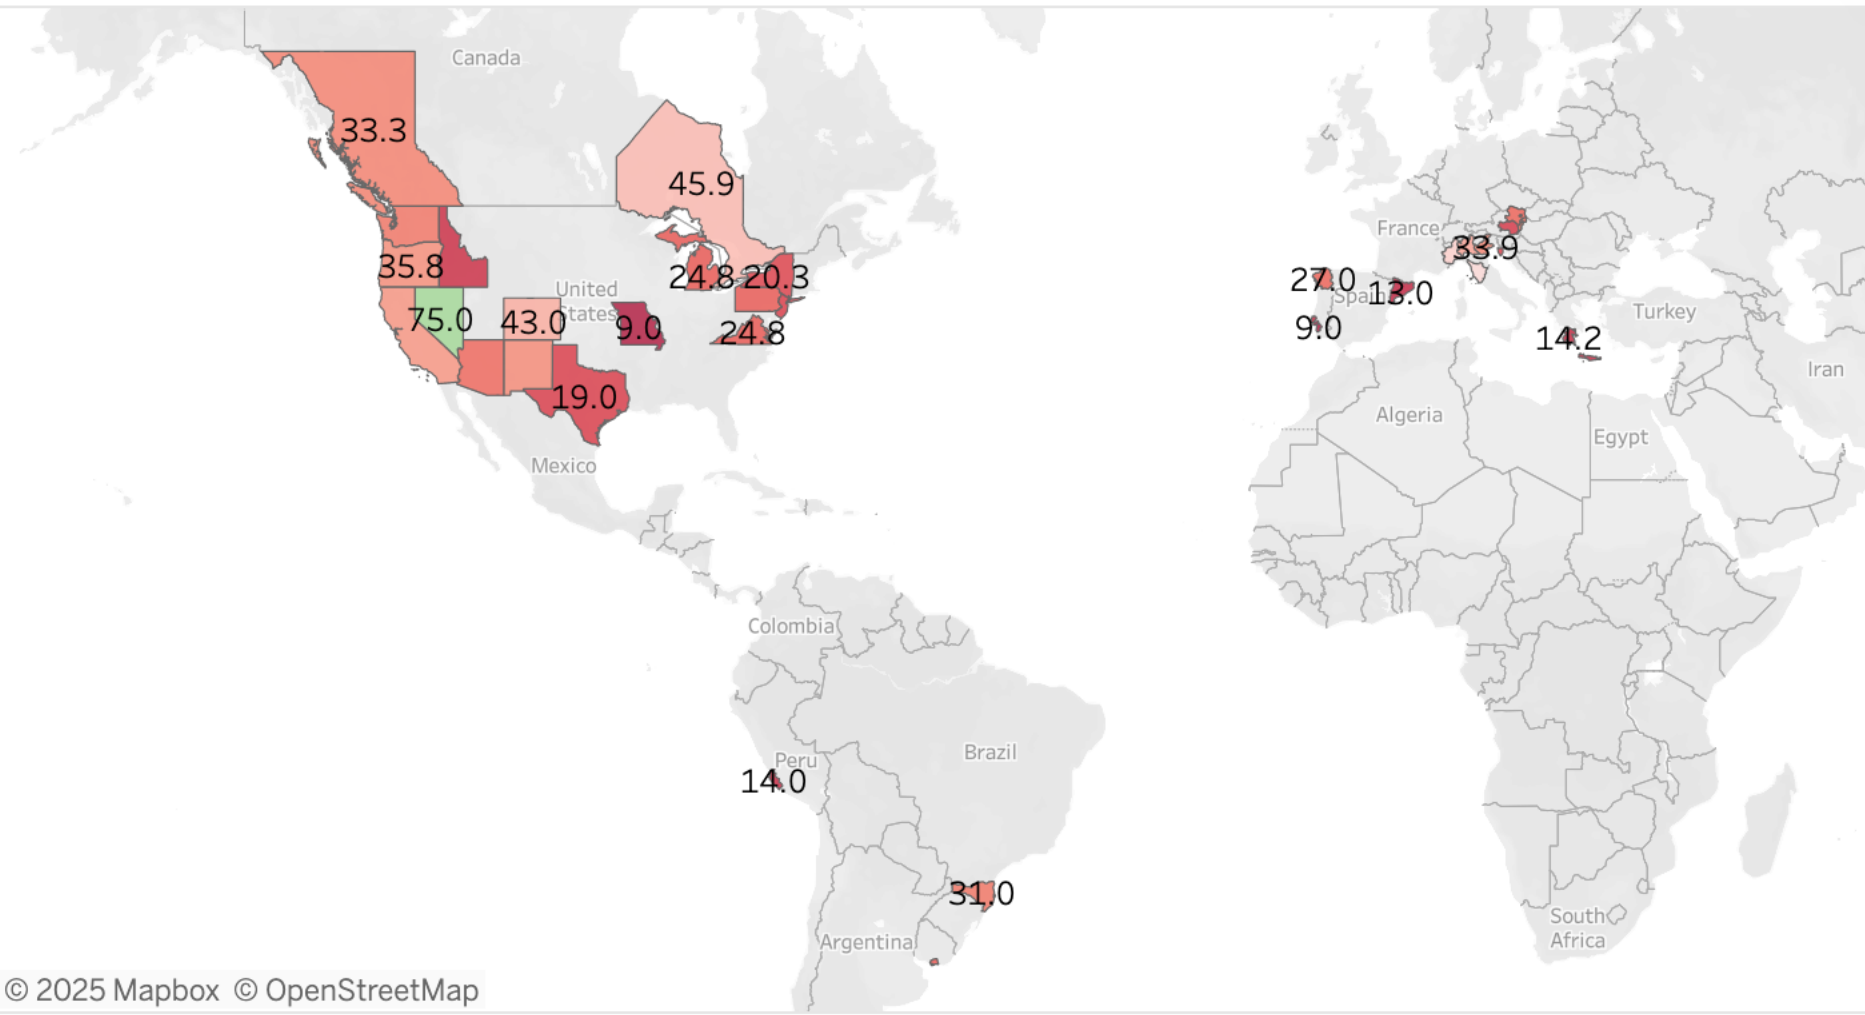 Canada
33.3
45.9
France
33.9
35.8
24.8
20.3
27.0
Spain
13.0
United
States
75.0
43.0
9.0
24.8
9.0
14.2
Turkey
Iran
19.0
Algeria
Egypt
Mexico
Colombia
Peru
14.0
Brazil
31.0
Argentina
South
Africa
© 2025 Mapbox © OpenStreetMap